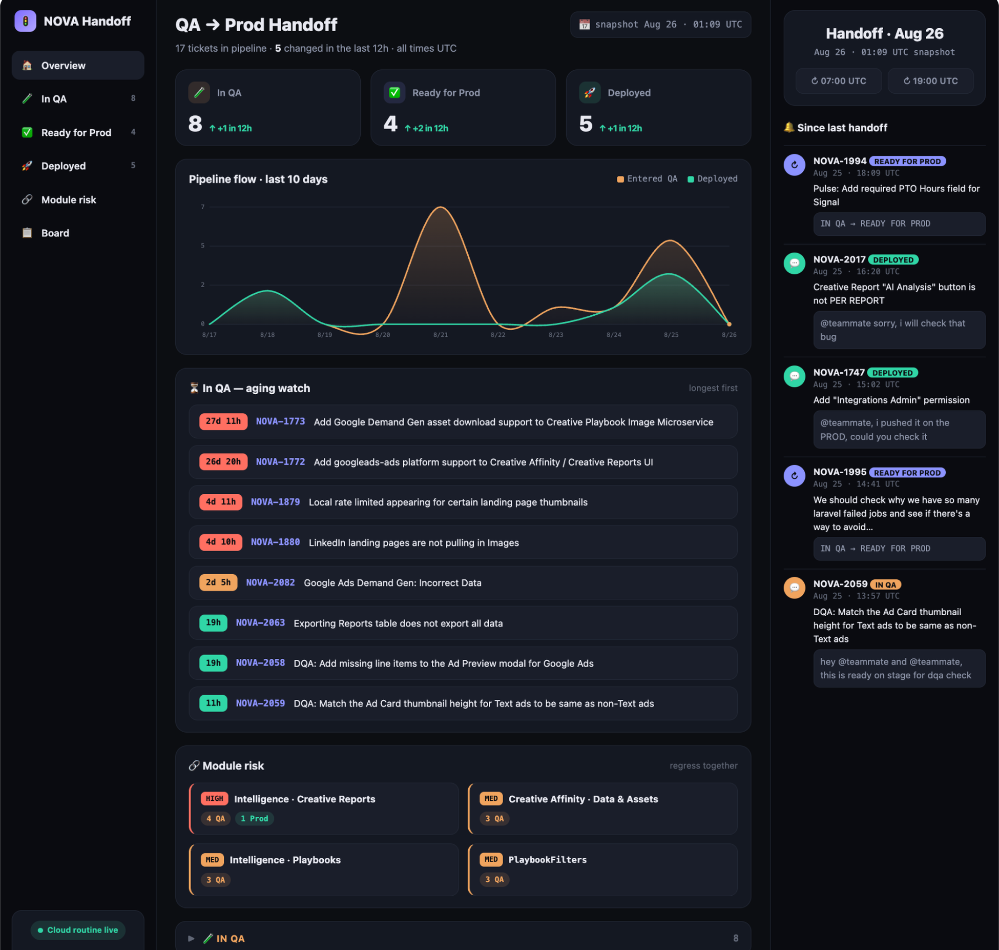 NOVA Handoff
Overview
In QA 8
Ready for Prod 4
Deployed 5
Module risk
Board
Cloud routine live
QA → Prod Handoff
17 tickets in pipeline · 5 changed in the last 12h · all times UTC
snapshot Aug 26 · 01:09 UTC
In QA
8 ↑ +1 in 12h
Ready for Prod
4 ↑ +2 in 12h
Deployed
5 ↑ +1 in 12h
Pipeline flow · last 10 days
Entered QA Deployed
7
5
2
0
8/17 8/18 8/19 8/20 8/21 8/22 8/23 8/24 8/25 8/26
In QA — aging watch longest first
27d 11h NOVA-1773 Add Google Demand Gen asset download support to Creative Playbook Image Microservice
26d 20h NOVA-1772 Add googleads-ads platform support to Creative Affinity / Creative Reports UI
4d 11h NOVA-1879 Local rate limited appearing for certain landing page thumbnails
4d 10h NOVA-1880 LinkedIn landing pages are not pulling in Images
2d 5h NOVA-2082 Google Ads Demand Gen: Incorrect Data
19h NOVA-2063 Exporting Reports table does not export all data
19h NOVA-2058 DQA: Add missing line items to the Ad Preview modal for Google Ads
11h NOVA-2059 DQA: Match the Ad Card thumbnail height for Text ads to be same as non-Text ads
Module risk regress together
HIGH Intelligence · Creative Reports
4 QA 1 Prod
MED Creative Affinity · Data & Assets
3 QA
MED Intelligence · Playbooks
3 QA
MED PlaybookFilters
3 QA
IN QA 8
Handoff · Aug 26
Aug 26 · 01:09 UTC snapshot
↻ 07:00 UTC ↻ 19:00 UTC
Since last handoff
NOVA-1994 READY FOR PROD
Aug 25 · 18:09 UTC
Pulse: Add required PTO Hours field for
Signal
IN QA → READY FOR PROD
NOVA-2017 DEPLOYED
Aug 25 · 16:20 UTC
Creative Report "AI Analysis" button is
not PER REPORT
@teammate sorry, i will check that
bug
NOVA-1747 DEPLOYED
Aug 25 · 15:02 UTC
Add "Integrations Admin" permission
@teammate, i pushed it on the
PROD, could you check it
NOVA-1995 READY FOR PROD
Aug 25 · 14:41 UTC
We should check why we have so many
laravel failed jobs and see if there's a
way to avoid...
IN QA → READY FOR PROD
NOVA-2059 IN QA
Aug 25 · 13:57 UTC
DQA: Match the Ad Card thumbnail
height for Text ads to be same as non-
Text ads
hey @teammate and @teammate,
this is ready on stage for dqa check